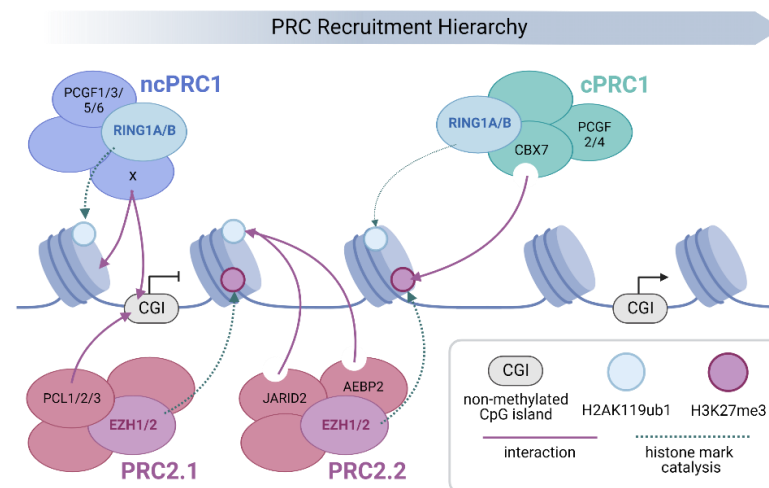 PRC Recruitment Hierarchy
ncPRC1
PCGF1/3/
5/6
RING1A/B
X
cPRC1
RING1A/B
PCGF
2/4
CBX7
CGI
CGI
PCL1/2/3
EZH1/2
PRC2.1
JARID2
AEBP2
EZH1/2
PRC2.2
CGI
non-methylated
CpG island
H2AK119ub1
H3K27me3
interaction
histone mark
catalysis